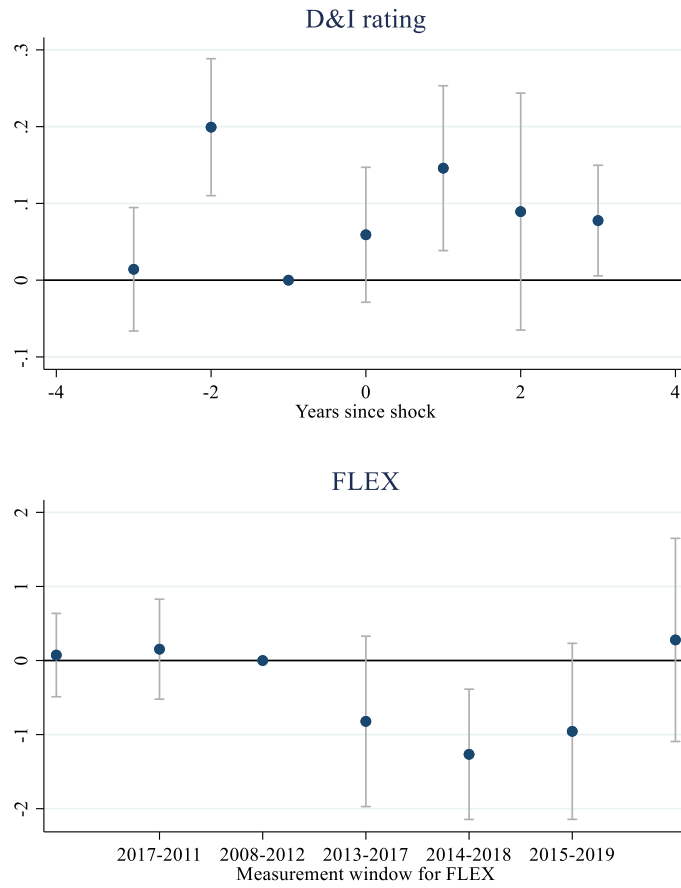 D&I rating
.3
.2
.1
0
-.1
-4 -2 0 2 4
Years since shock
FLEX
2
1
0
-1
-2
2017-2011 2008-2012 2013-2017 2014-2018 2015-2019
Measurement window for FLEX